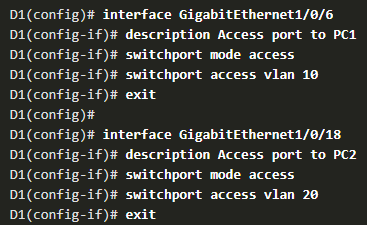 D1(config)# interface GigabitEthernet1/0/6
D1(config-if)# description Access port to PC1
D1(config-if)# switchport mode access
D1(config-if)# switchport access vlan 10
D1(config-if)# exit
D1(config)#
D1(config)# interface GigabitEthernet1/0/18
D1(config-if)# description Access port to PC2
D1(config-if)# switchport mode access
D1(config-if)# switchport access vlan 20
D1(config-if)# exit